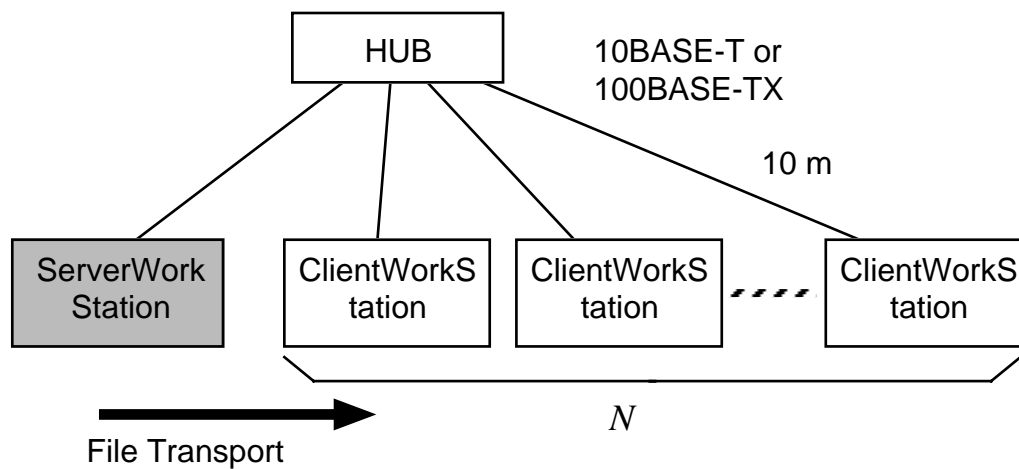 HUB
10BASE-T or
100BASE-TX
10 m
ServerWork
Station
ClientWorkS
tation
ClientWorkS
tation
ClientWorkS
tation
N
File Transport